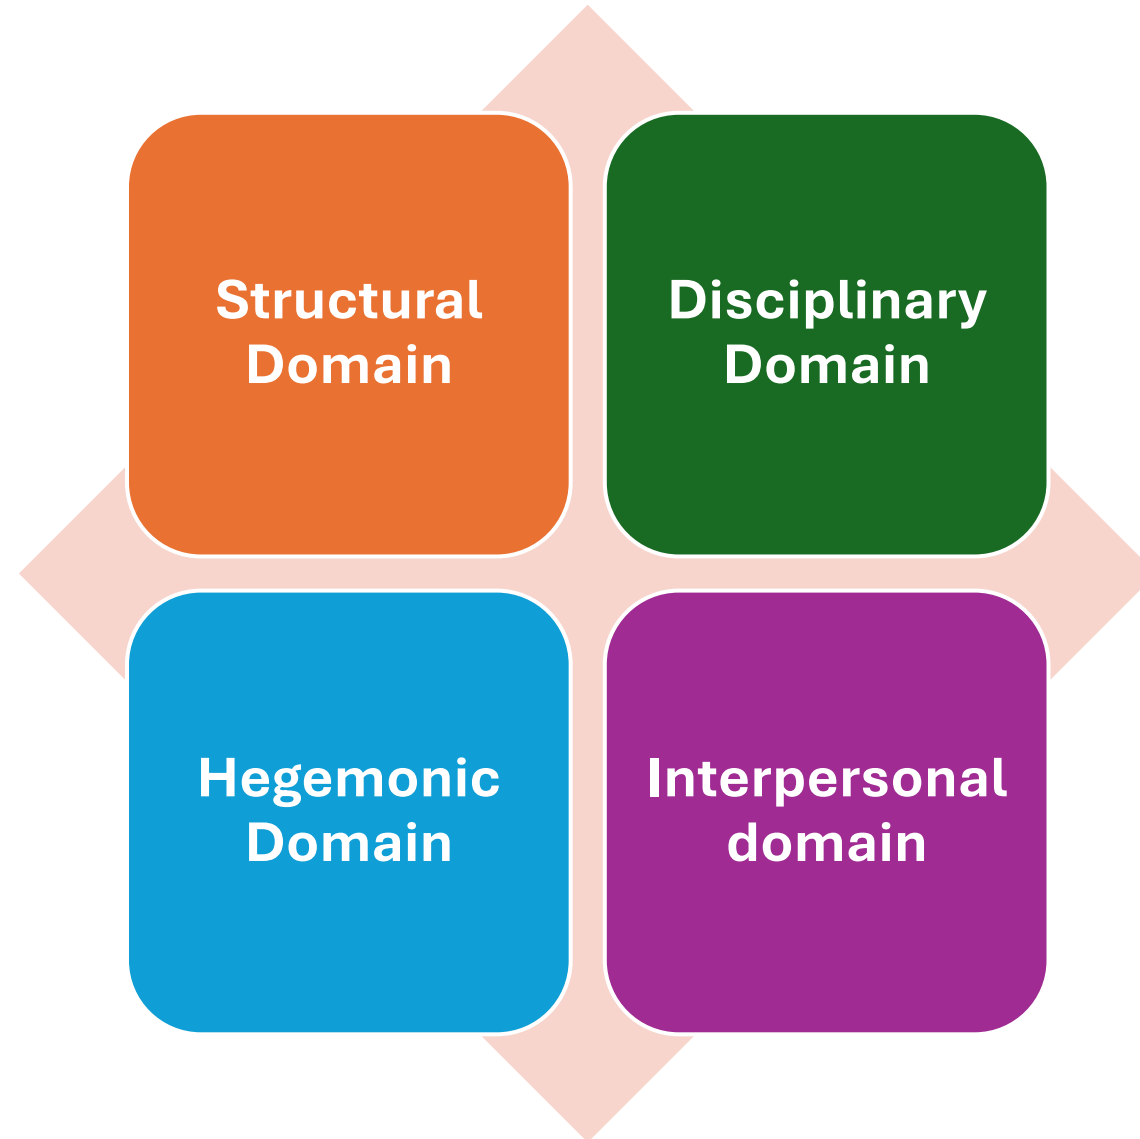 Structural
Domain
Disciplinary
Domain
Hegemonic
Domain
Interpersonal
domain